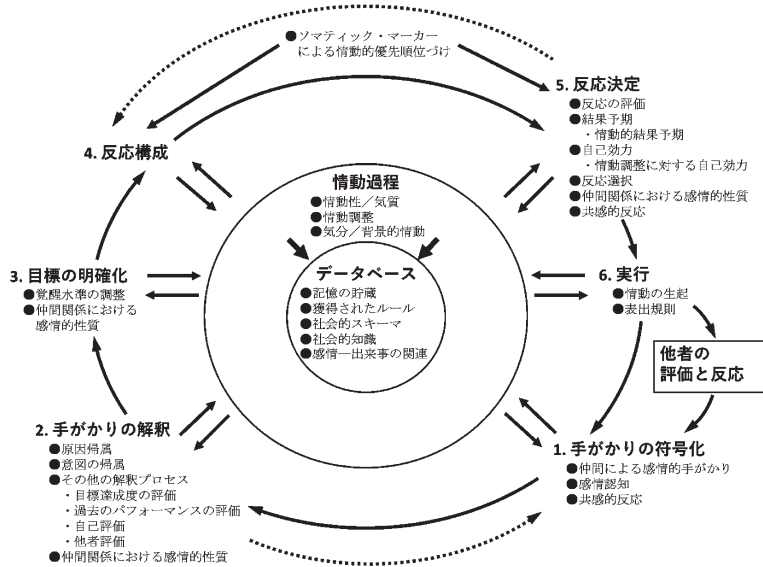 ●ソマティック・マーカー
による情動的優先順位づけ
5. 反応決定
●反応の評価
●結果予期
・情動的結果予期
●自己効力
・情動調整に対する自己効力
●反応選択
●仲間関係における感情的性質
●共感的反応
4. 反応構成
情動過程
●情動性／気質
●情動調整
●気分／背景的情動
データベース
●記憶の貯蔵
●獲得されたルール
●社会的スキーマ
●社会的知識
●感情―出来事の関連
3. 目標の明確化
●覚醒水準の調整
●仲間関係における
感情的性質
6. 実行
●情動の生起
●表出規則
他者の
評価と反応
2. 手がかりの解釈
●原因帰属
●意図の帰属
●その他の解釈プロセス
・目標達成度の評価
・過去のパフォーマンスの評価
・自己評価
・他者評価
●仲間関係における感情的性質
1. 手がかりの符号化
●仲間による感情的手がかり
●感情認知
●共感的反応